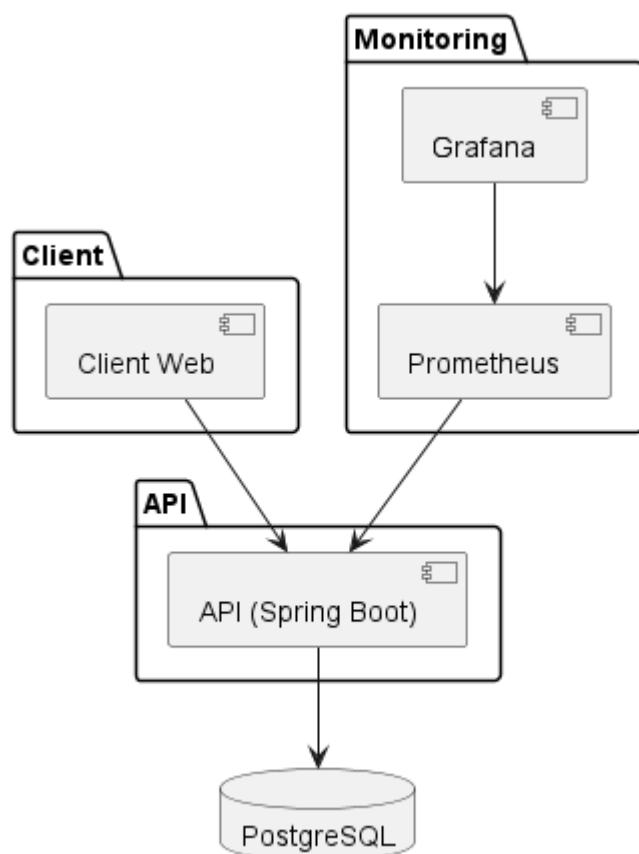 Monitoring
Grafana
Client
Client Web
Prometheus
API
API (Spring Boot)
PostgreSQL